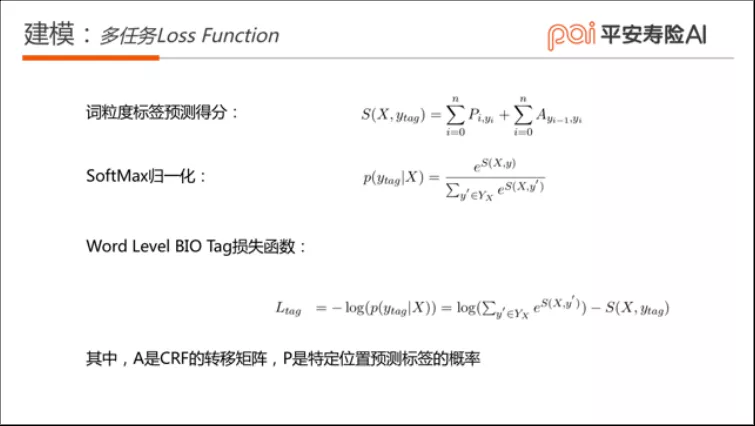 建模：多任务Loss Function
pai 平安寿险AI
词粒度标签预测得分：
S(X, y_{tag}) = \sum_{i=0}^{n} P_{i,y_i} + \sum_{i=0}^{n} A_{y_{i-1},y_i}
SoftMax归一化：
p(y_{tag}|X) = \frac{e^{S(X,y)}}{\sum_{y' \in Y_X} e^{S(X,y')}}
Word Level BIO Tag损失函数：
L_{tag} = -\log(p(y_{tag}|X)) = \log(\sum_{y' \in Y_X} e^{S(X,y')}) - S(X, y_{tag})
其中，A是CRF的转移矩阵，P是特定位置预测标签的概率